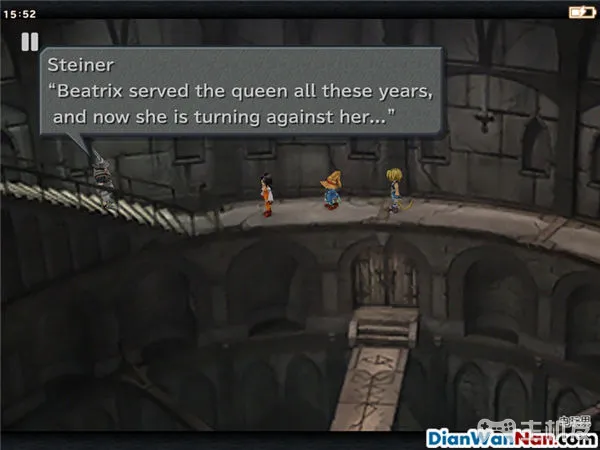 15:52
Steiner
“Beatrix served the queen all these years,
and now she is turning against her...”
DianWanNan.com